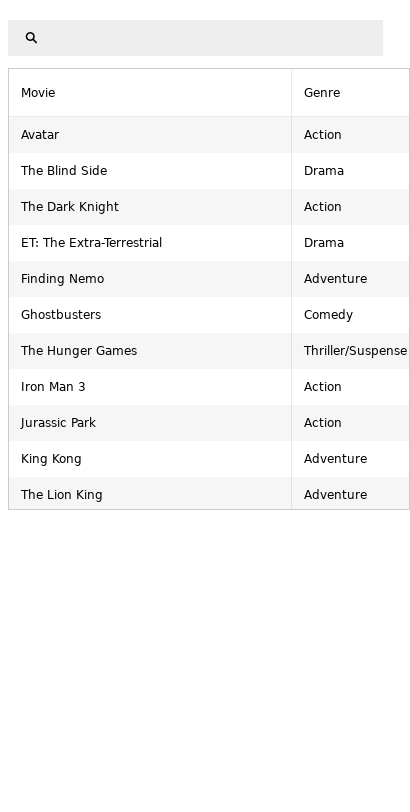 Movie Genre
Avatar Action
The Blind Side Drama
The Dark Knight Action
ET: The Extra-Terrestrial Drama
Finding Nemo Adventure
Ghostbusters Comedy
The Hunger Games Thriller/Suspense
Iron Man 3 Action
Jurassic Park Action
King Kong Adventure
The Lion King Adventure